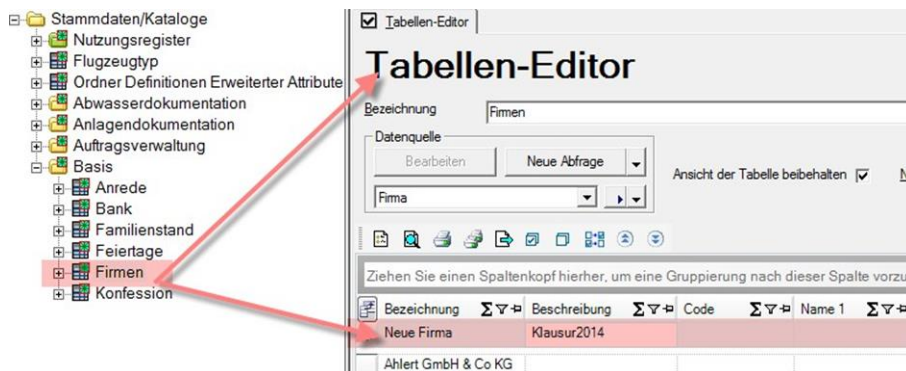 Stammdaten/Kataloge
Nutzungsregister
Flugzeugtyp
Ordner Definitionen Erweiterter Attribute
Abwasserdokumentation
Anlagendokumentation
Auftragsverwaltung
Basis
Anrede
Bank
Familienstand
Feiertage
Firmen
Konfession
Tabellen-Editor
Tabellen-Editor
Bezeichnung Firmen
Datenquelle
Bearbeiten Neue Abfrage
Ansicht der Tabelle beibehalten N
Firma
Ziehen Sie einen Spaltenkopf hierher, um eine Gruppierung nach dieser Spalte vorzu
Bezeichnung Beschreibung Code Name 1
Neue Firma Klausur2014
Ahlert GmbH & Co KG